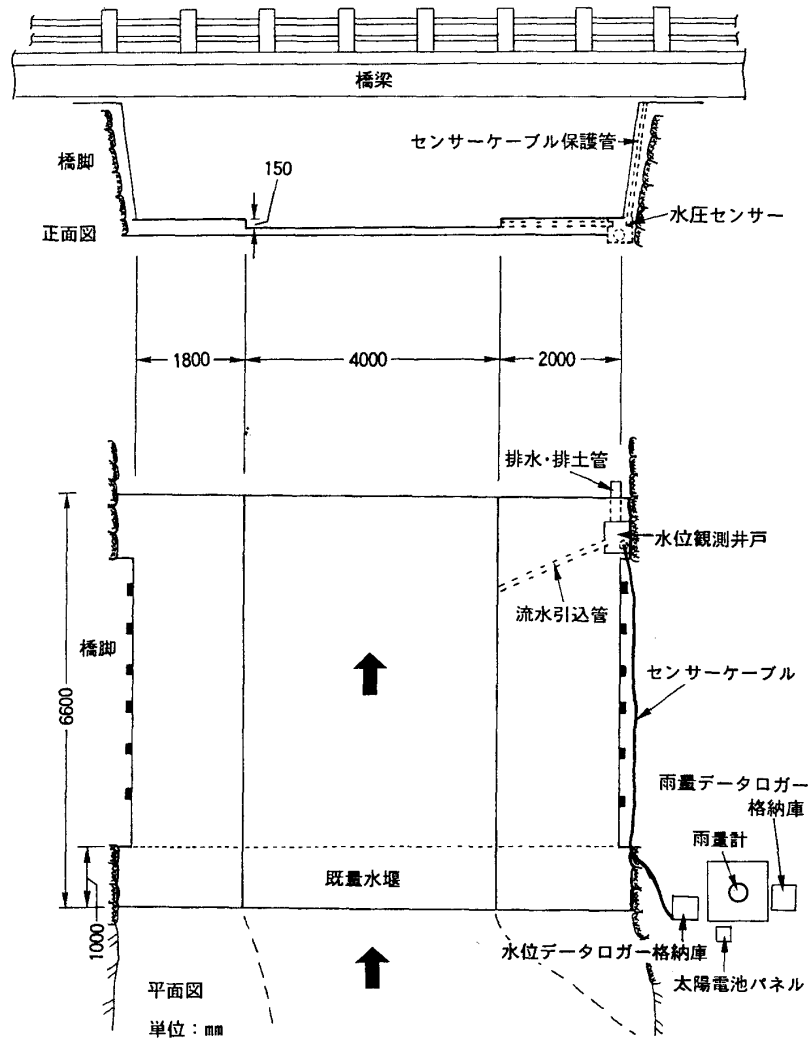 橋梁
センサーケーブル保護管
橋脚
150
水圧センサー
正面図
1800
4000
2000
排水・排土管
水位観測井戸
流水引込管
橋脚
センサーケーブル
6600
雨量データロガー
格納庫
雨量計
既量水堰
1000
水位データロガー格納庫
太陽電池パネル
平面図
単位：mm